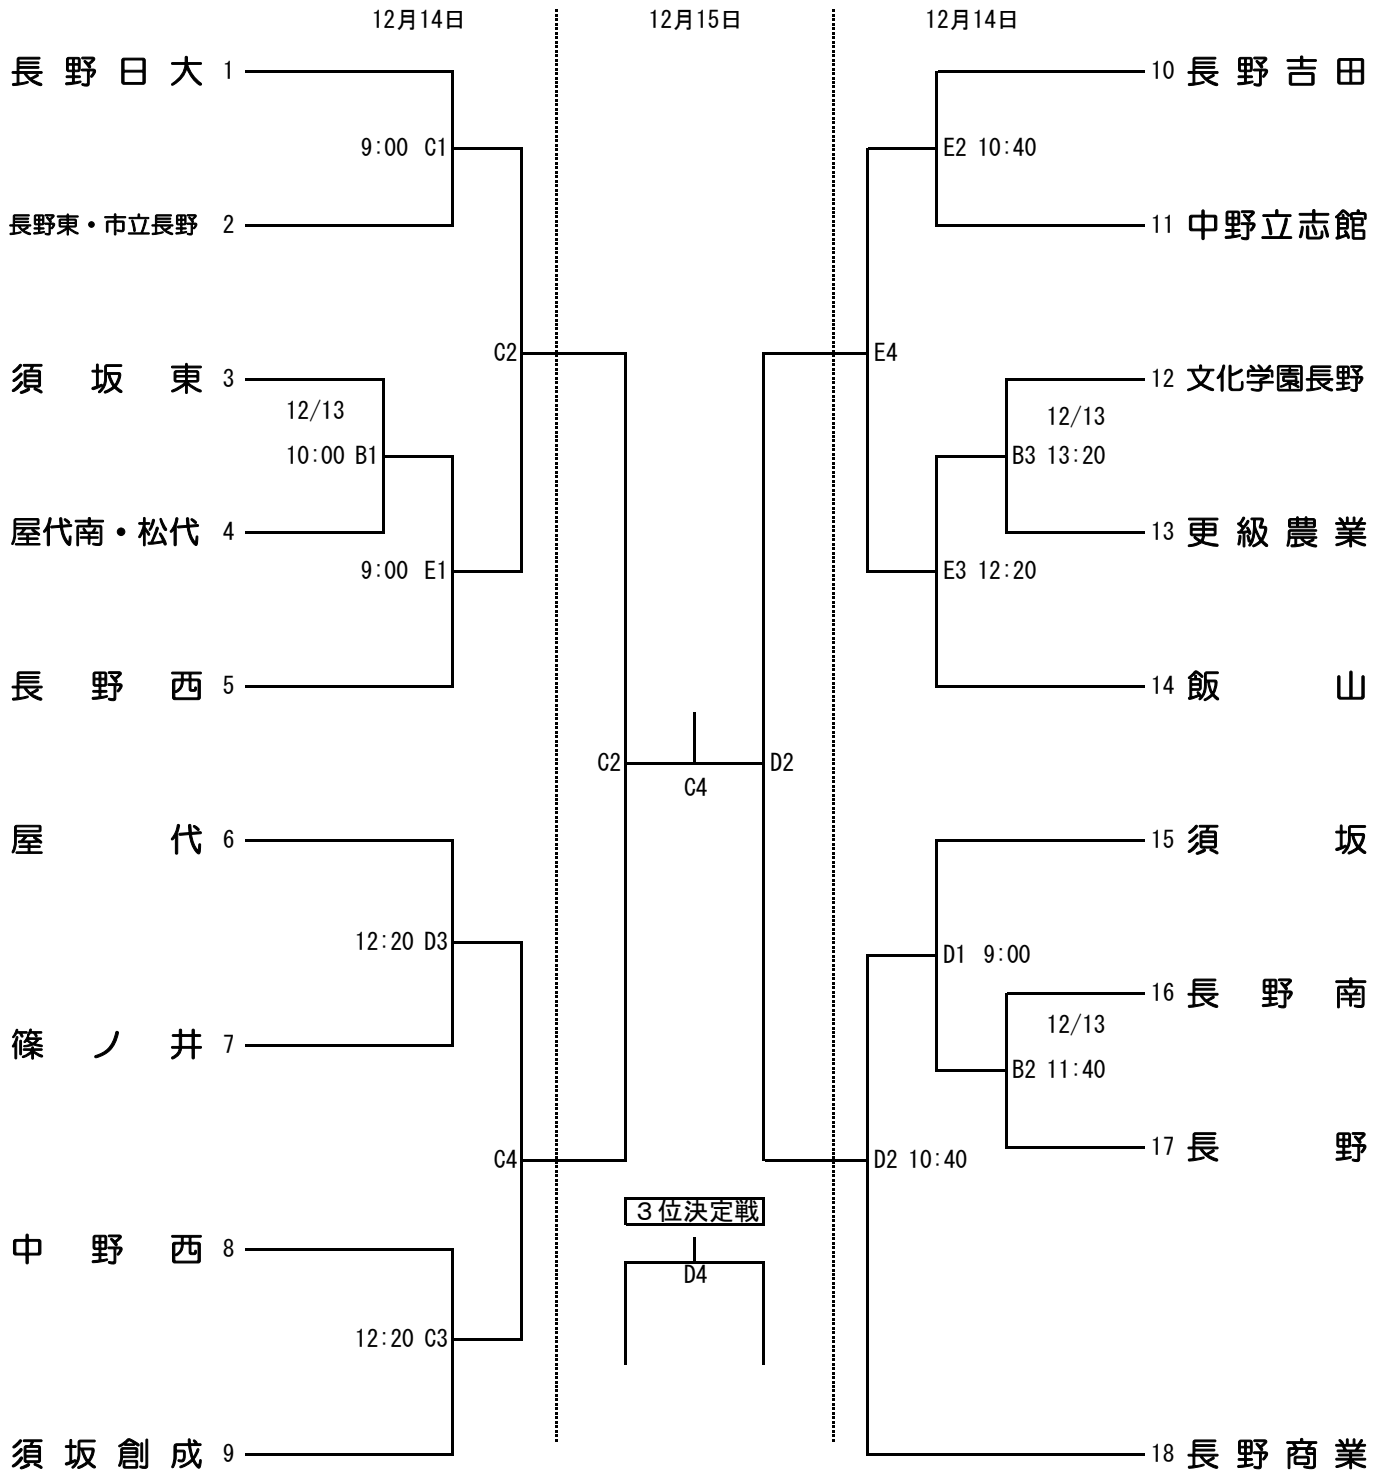 12月14日 12月15日 12月14日
長野日大 1
10 長野吉田
9:00 C1
E2 10:40
長野東・市立長野 2
11 中野立志館
C2
E4
須坂東 3
12 文化学園長野
12/13
12/13
10:00 B1
B3 13:20
屋代南・松代 4
13 更級農業
9:00 E1
E3 12:20
長野西 5
14 飯山
C2
D2
C4
屋代 6
15 須坂
12:20 D3
D1 9:00
16 長野南
12/13
篠ノ井 7
B2 11:40
17 長野
C4
D2 10:40
3位決定戦
中野西 8
D4
12:20 C3
須坂創成 9
18 長野商業